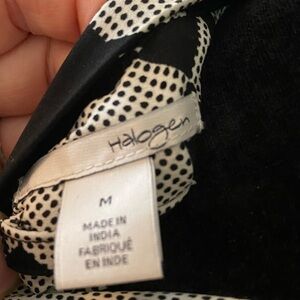 Halogen
M
MADE IN
INDIA
FABRIQUÉ
EN INDE